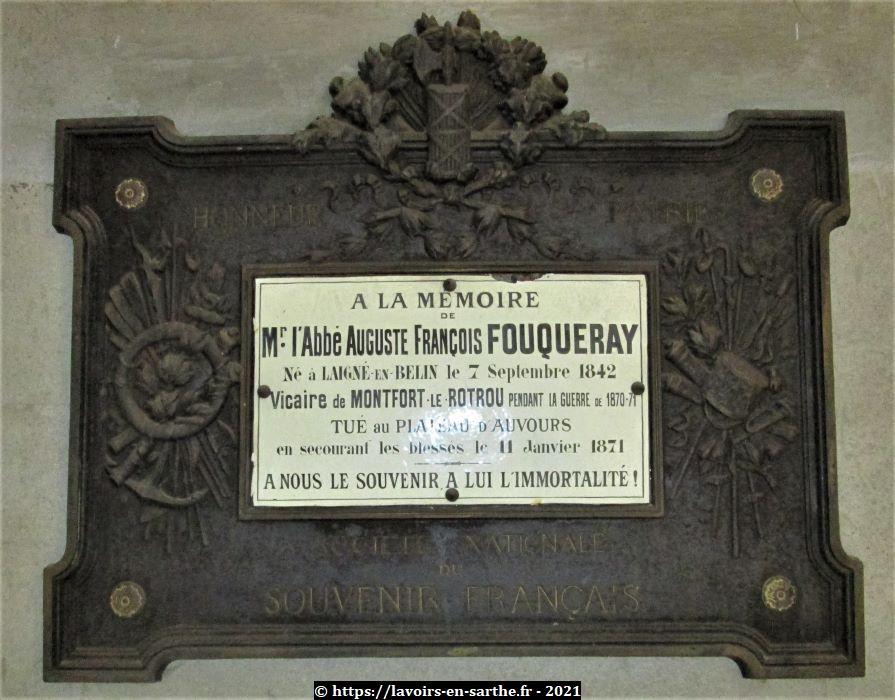 HONNEUR PATRIE
A LA MÉMOIRE
DE
Mr. l'Abbé AUGUSTE FRANÇOIS FOUQUERAY
Né à LAIGNÉ-EN-BELIN le 7 Septembre 1842
Vicaire de MONTFORT-LE-ROTROU PENDANT LA GUERRE DE 1870-71
TUÉ au PLATEAU D'AUVOURS
en secourant les blessés le 11 Janvier 1871
A NOUS LE SOUVENIR A LUI L'IMMORTALITÉ !
SOCIÉTÉ NATIONALE
DU
SOUVENIR FRANÇAIS
© https://lavoirs-en-sarthe.fr - 2021